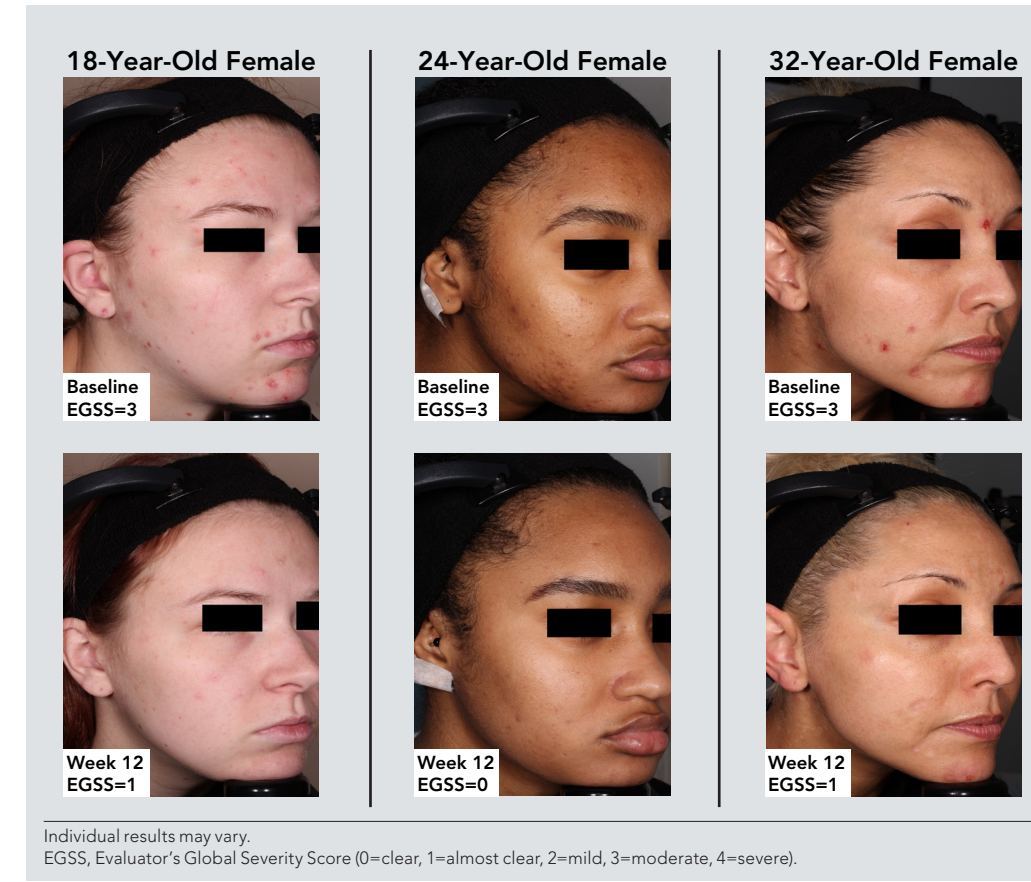 18-Year-Old Female
24-Year-Old Female
32-Year-Old Female
Baseline
EGSS=3
Baseline
EGSS=3
Baseline
EGSS=3
Week 12
EGSS=1
Week 12
EGSS=0
Week 12
EGSS=1
Individual results may vary.
EGSS, Evaluator’s Global Severity Score (0=clear, 1=almost clear, 2=mild, 3=moderate, 4=severe).